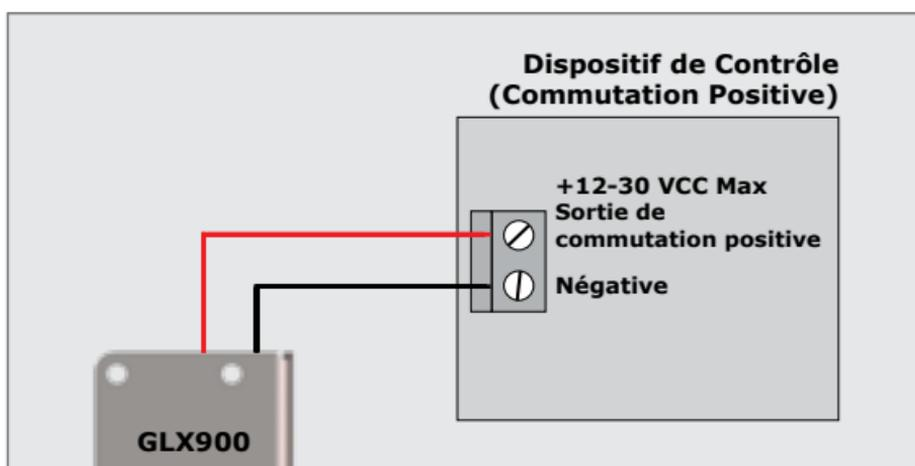 Dispositif de Contrôle
(Commutation Positive)
+12-30 VCC Max
Sortie de
commutation positive
Négative
GLX900